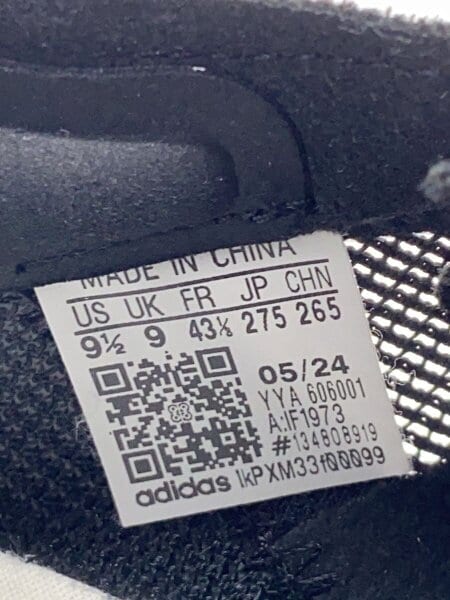 MADE IN CHINA
US UK FR JP CHN
9½ 9 43⅓ 275 265
05/24
YYA 606001
A:IF1973
#134808919
adidas 1kPXM33f00099